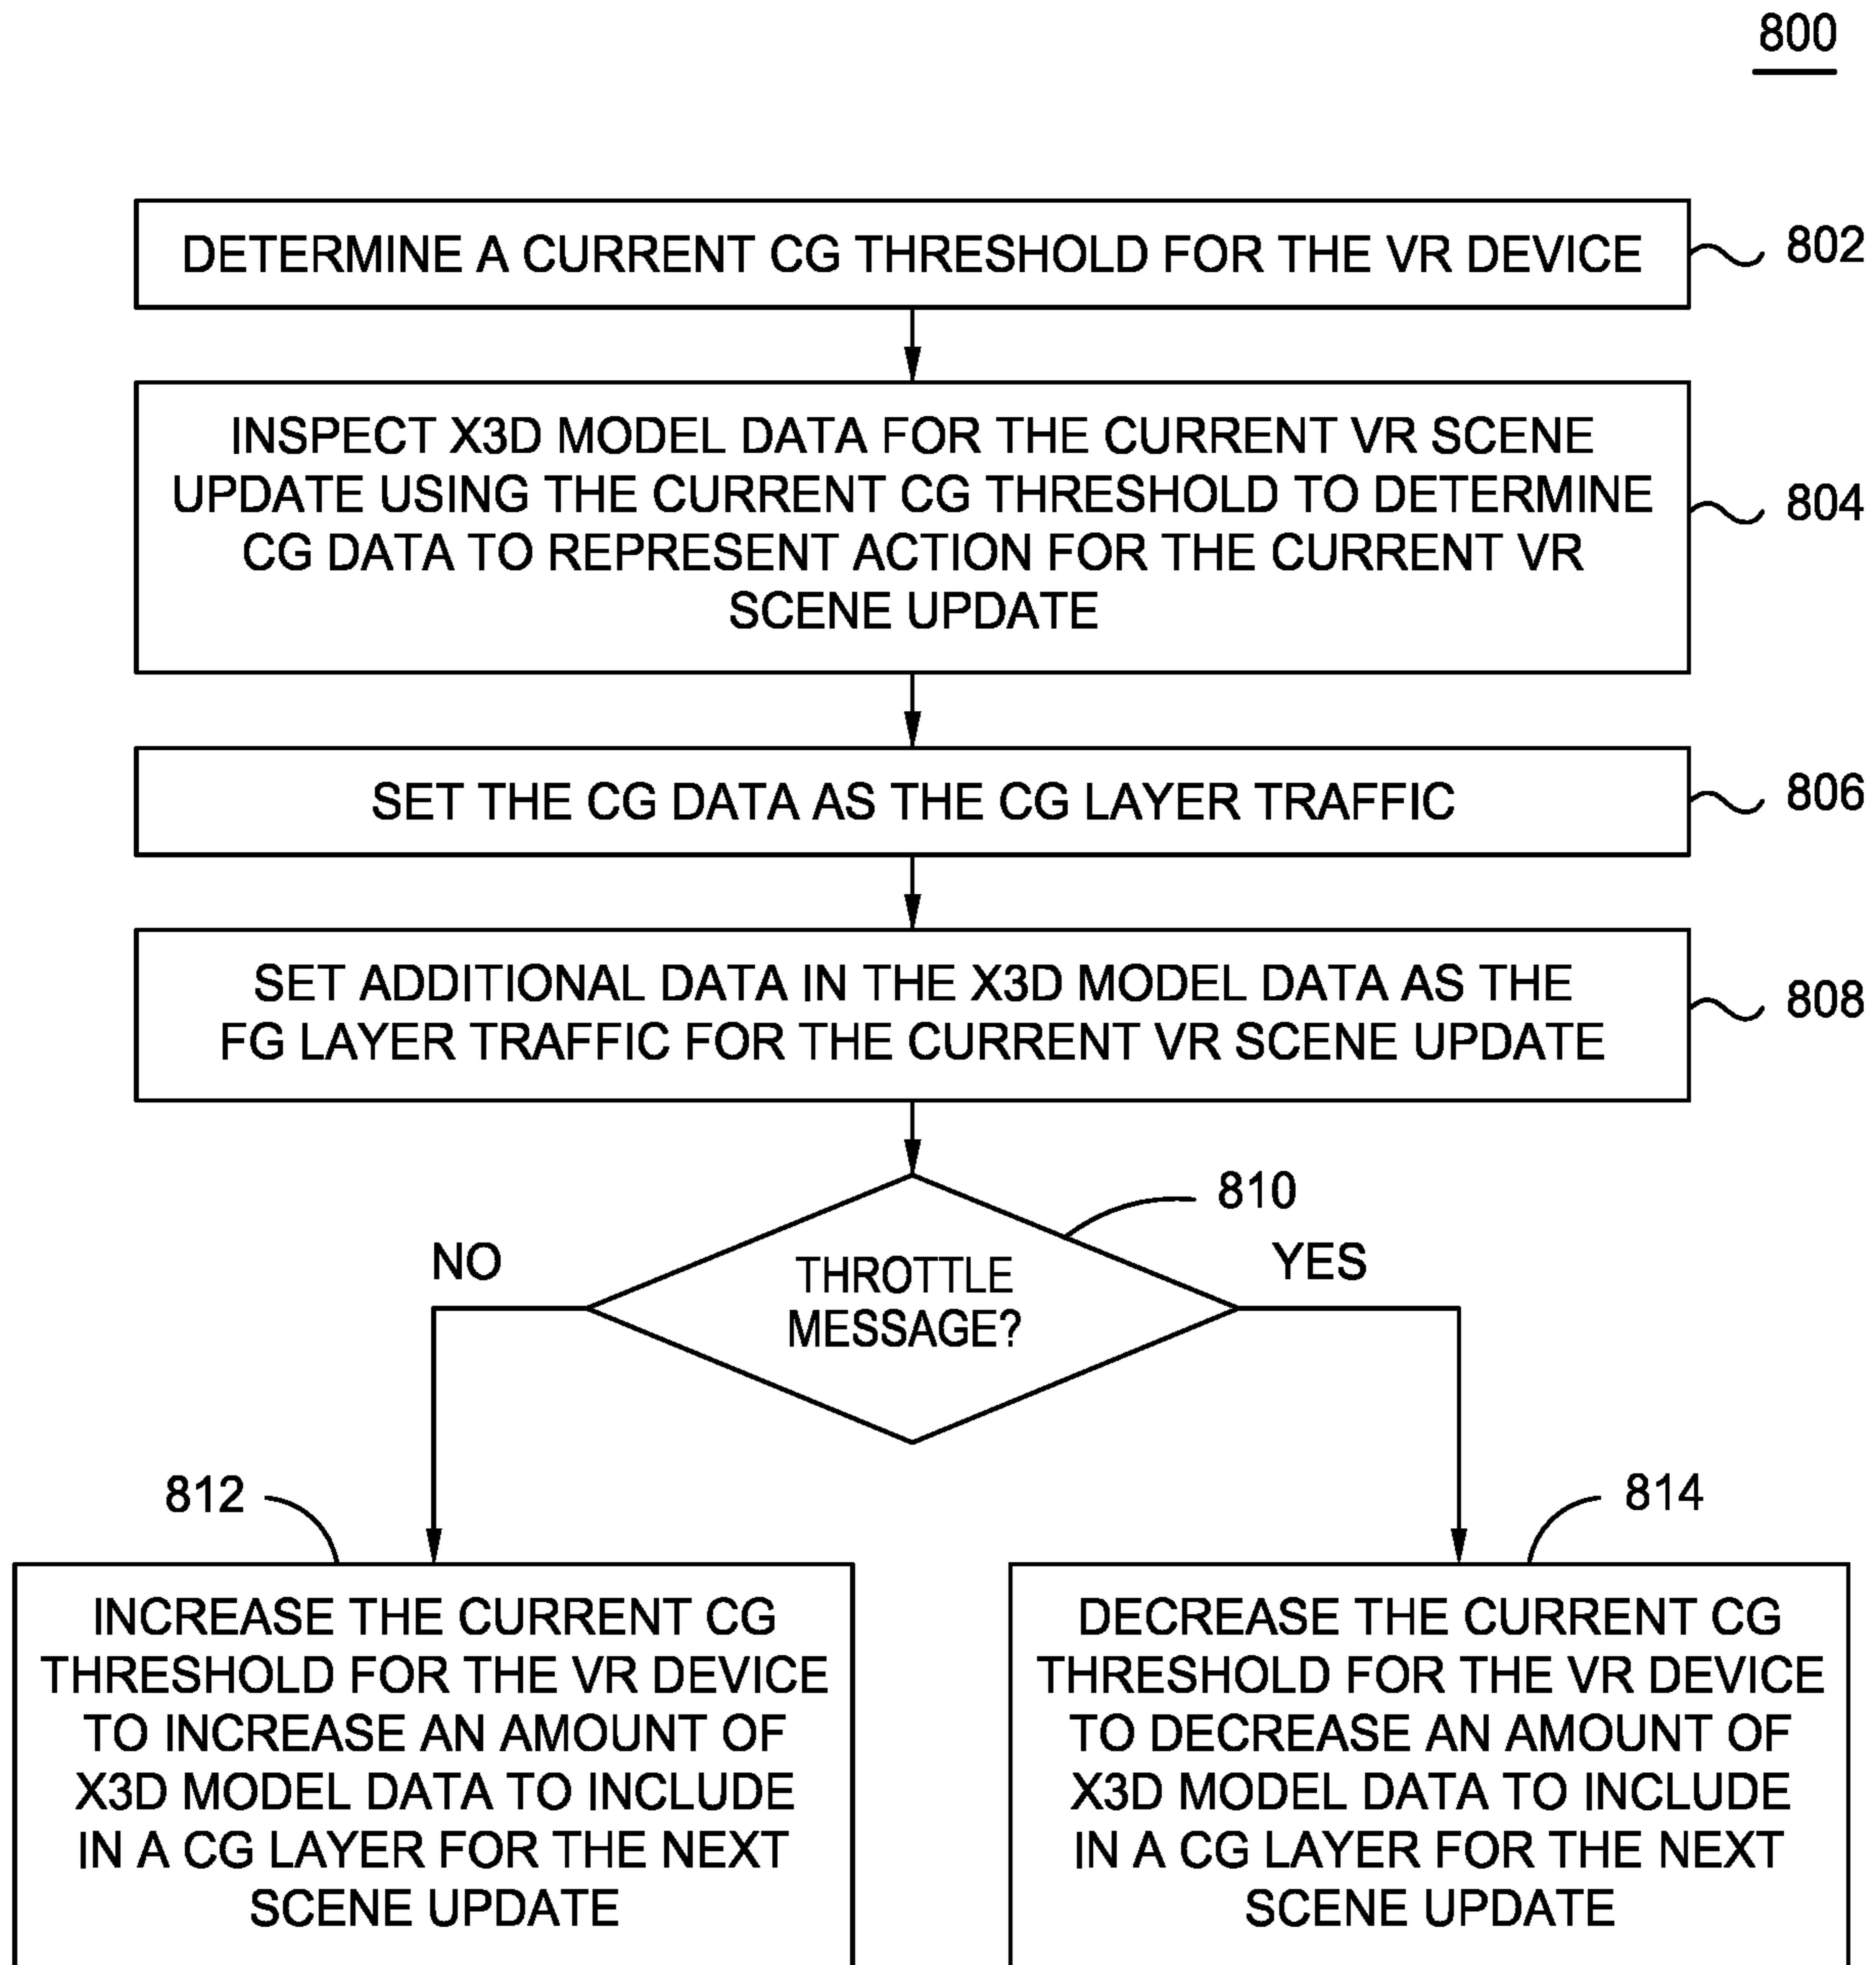 800
DETERMINE A CURRENT CG THRESHOLD FOR THE VR DEVICE
802
INSPECT X3D MODEL DATA FOR THE CURRENT VR SCENE
UPDATE USING THE CURRENT CG THRESHOLD TO DETERMINE
CG DATA TO REPRESENT ACTION FOR THE CURRENT VR
SCENE UPDATE
804
SET THE CG DATA AS THE CG LAYER TRAFFIC
806
SET ADDITIONAL DATA IN THE X3D MODEL DATA AS THE
FG LAYER TRAFFIC FOR THE CURRENT VR SCENE UPDATE
808
810
NO
THROTTLE
MESSAGE?
YES
812
INCREASE THE CURRENT CG
THRESHOLD FOR THE VR DEVICE
TO INCREASE AN AMOUNT OF
X3D MODEL DATA TO INCLUDE
IN A CG LAYER FOR THE NEXT
SCENE UPDATE
814
DECREASE THE CURRENT CG
THRESHOLD FOR THE VR DEVICE
TO DECREASE AN AMOUNT OF
X3D MODEL DATA TO INCLUDE
IN A CG LAYER FOR THE NEXT
SCENE UPDATE